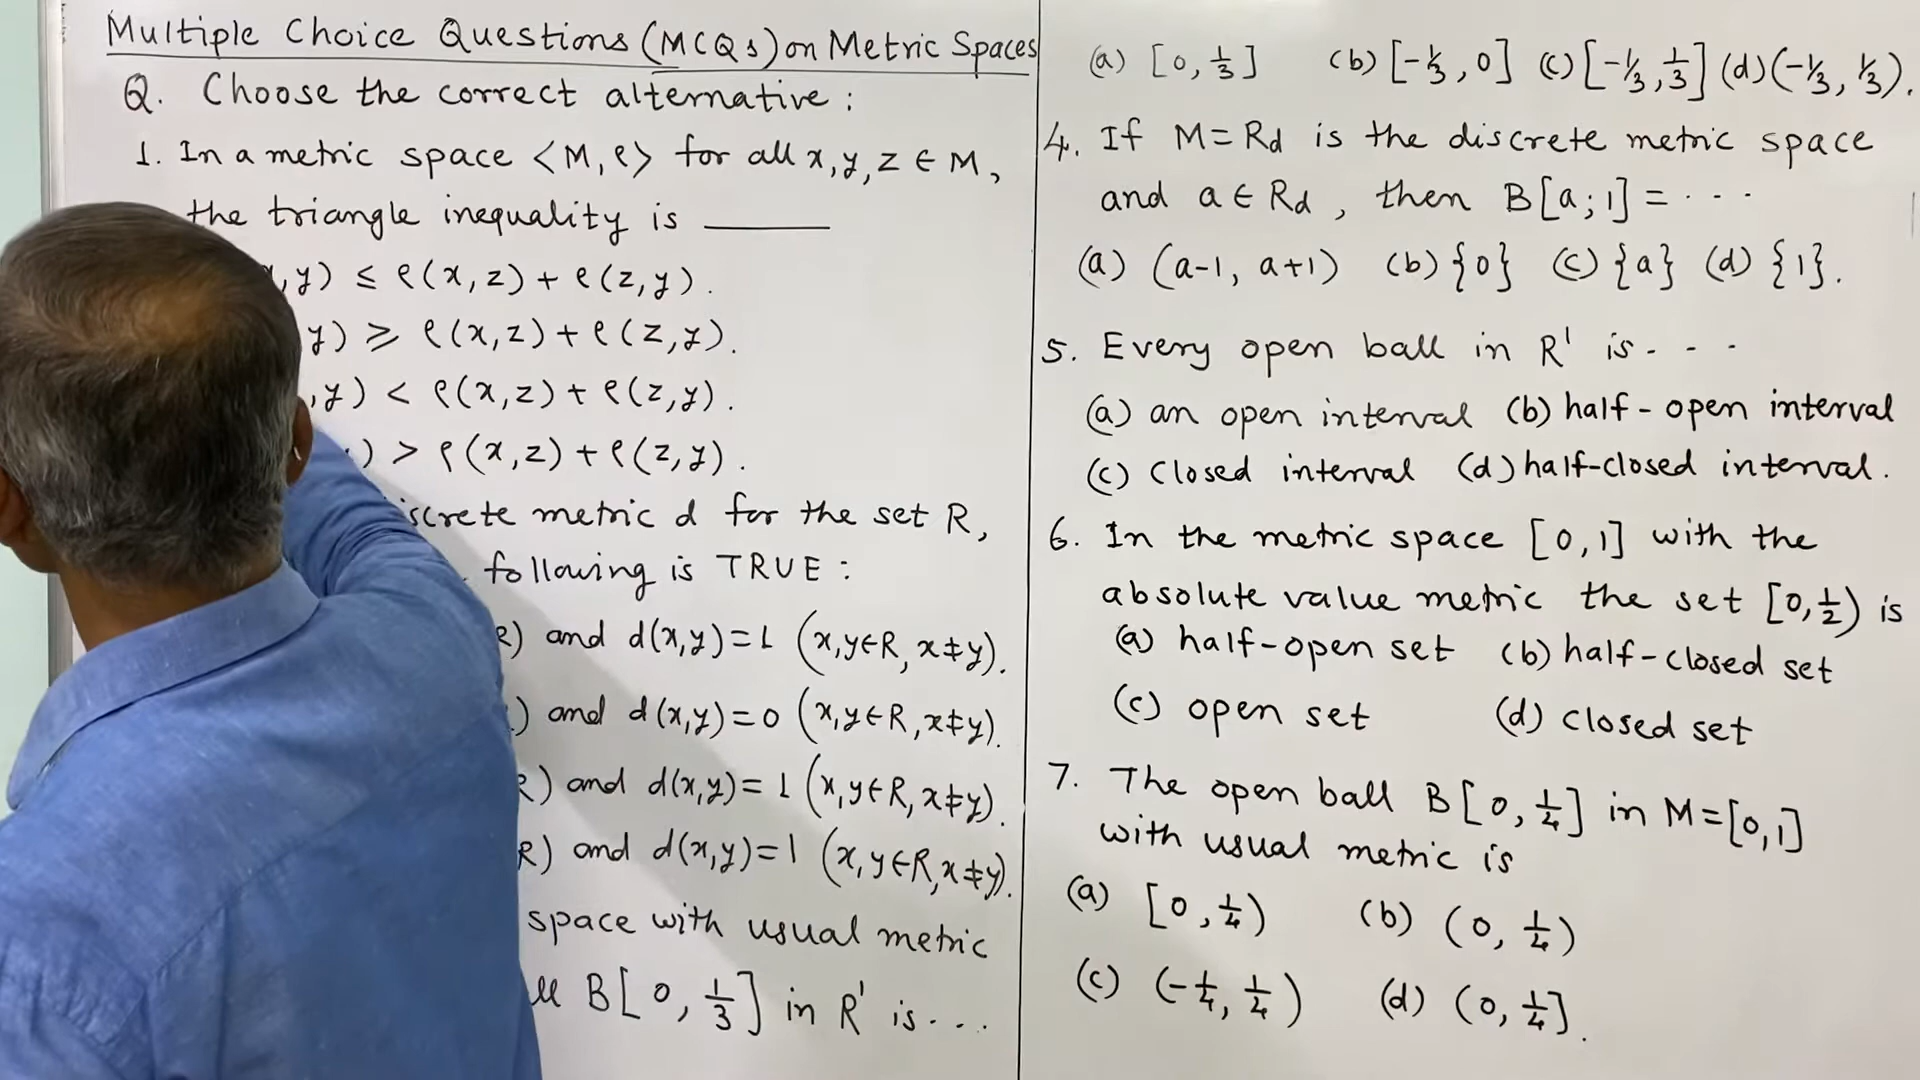 Multiple Choice Questions (MCQs) on Metric Spaces
Q. Choose the correct alternative :
1. In a metric space <M, ρ> for all x, y, z ∈ M,
the triangle inequality is ______
, y) ≤ ρ(x, z) + ρ(z, y).
y) ≥ ρ(x, z) + ρ(z, y).
, y) < ρ(x, z) + ρ(z, y).
) > ρ(x, z) + ρ(z, y).
metric d for the set R,
following is TRUE :
R) and d(x,y)=1 (x,y∈R, x≠y).
) and d(x,y)=0 (x,y∈R, x≠y).
R) and d(x,y)=1 (x,y∈R, x≠y).
R) and d(x,y)=1 (x,y∈R, x≠y).
space with usual metric
B[0, 1/3] in R¹ is ...
(a) [0, 1/3] (b) [-1/3, 0] (c) [-1/3, 1/3] (d) (-1/3, 1/3).
4. If M = Rd is the discrete metric space
and a ∈ Rd, then B[a; 1] = ...
(a) (a-1, a+1) (b) {0} (c) {a} (d) {1}.
5. Every open ball in R¹ is - - -
(a) an open interval (b) half-open interval
(c) closed interval (d) half-closed interval.
6. In the metric space [0,1] with the
absolute value metric the set [0, 1/2) is
(a) half-open set (b) half-closed set
(c) open set (d) closed set
7. The open ball B[0, 1/4] in M=[0,1]
with usual metric is
(a) [0, 1/4) (b) (0, 1/4)
(c) (-1/4, 1/4) (d) (0, 1/4].